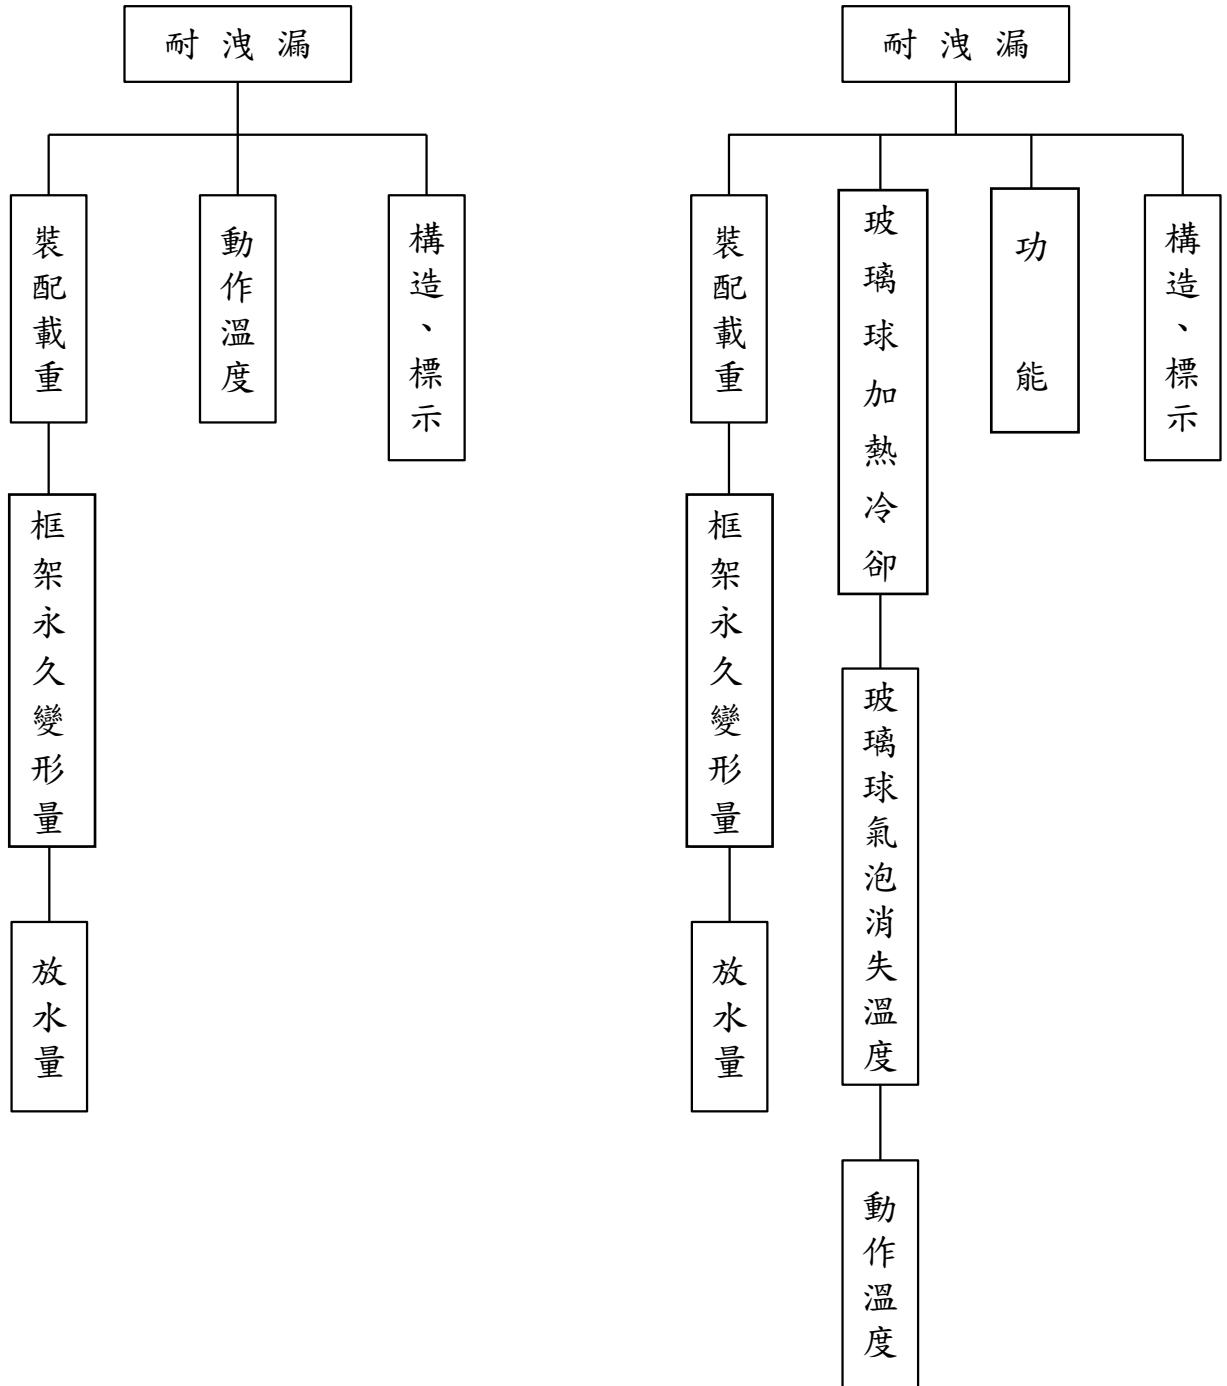 耐洩漏
裝配載重
動作溫度
構造、標示
框架永久變形量
放水量
耐洩漏
裝配載重
玻璃球加熱冷卻
功能
構造、標示
框架永久變形量
玻璃球氣泡消失溫度
放水量
動作溫度